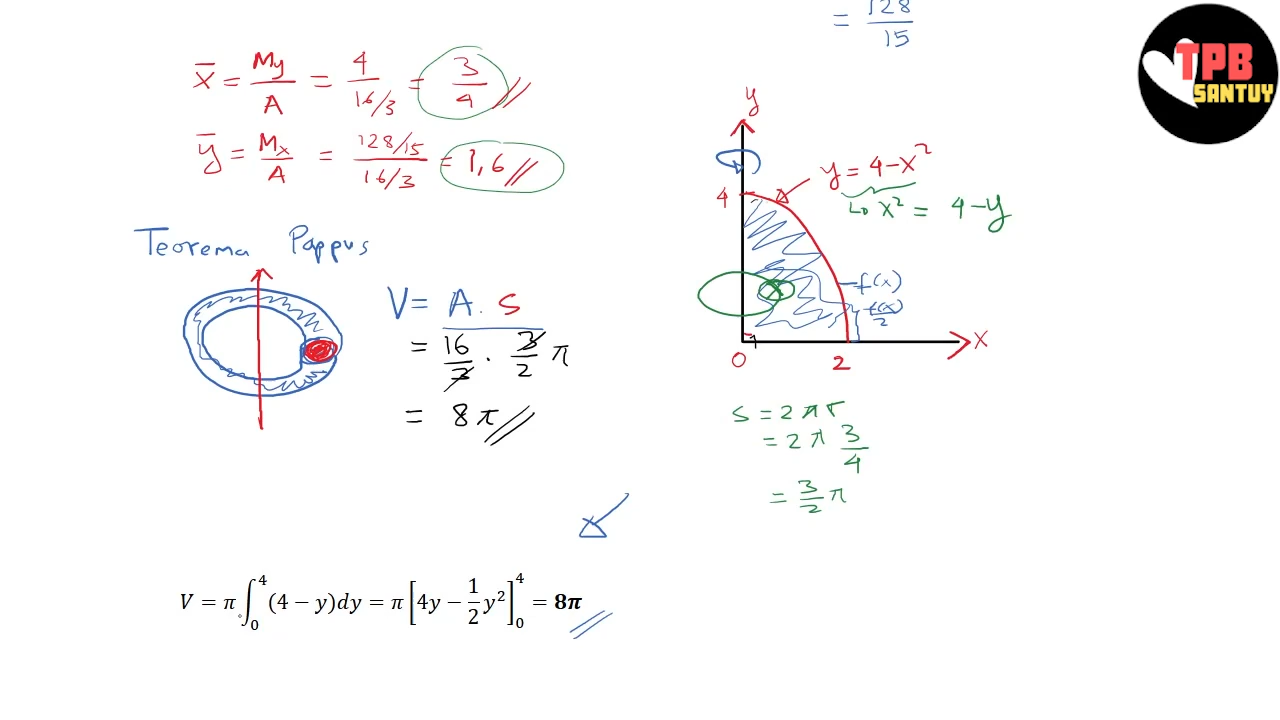 = 128/15
TPB
SANTUY
x̄ = My/A = 4/(16/3) = 3/4
ȳ = Mx/A = (128/15)/(16/3) = 1,6
Teorema Pappus
V = A . s
= 16/3 . 3/2 π
= 8π
y
y = 4-x²
↳ x² = 4-y
4
f(x)
f(x)/2
x
0
2
s = 2πr
= 2π 3/4
= 3/2 π
V = π ∫₀⁴ (4 − y)dy = π [4y − 1/2 y²]₀⁴ = 8π